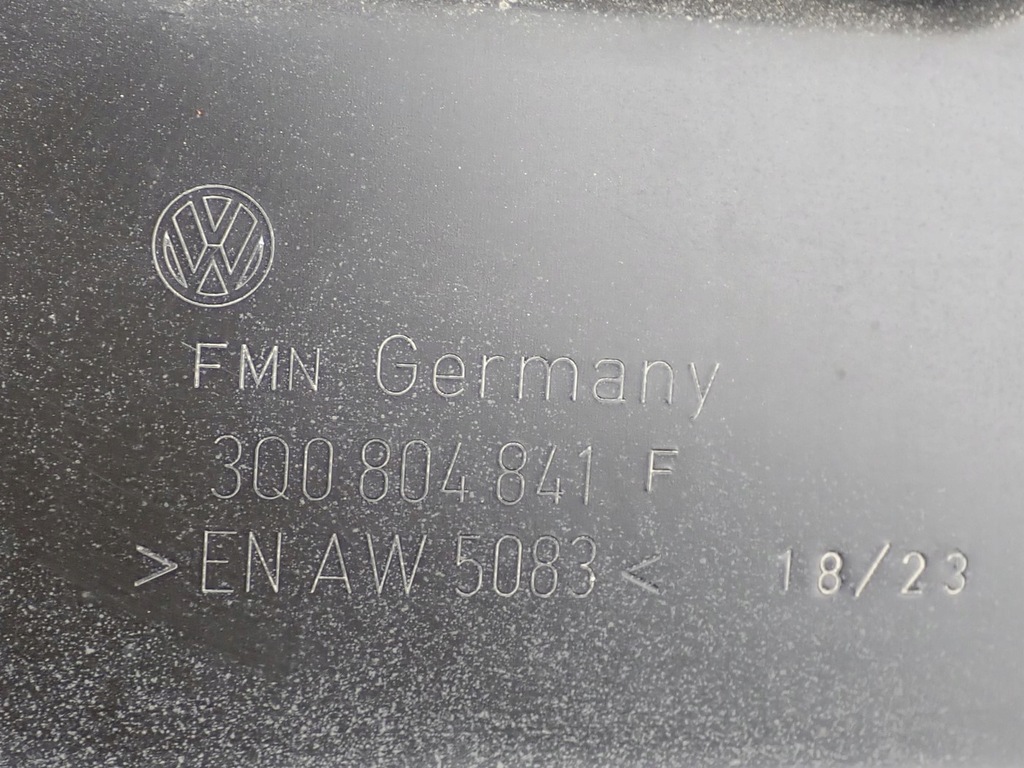 FMN Germany
3Q0 804 841 F
>EN AW 5083< 18/23